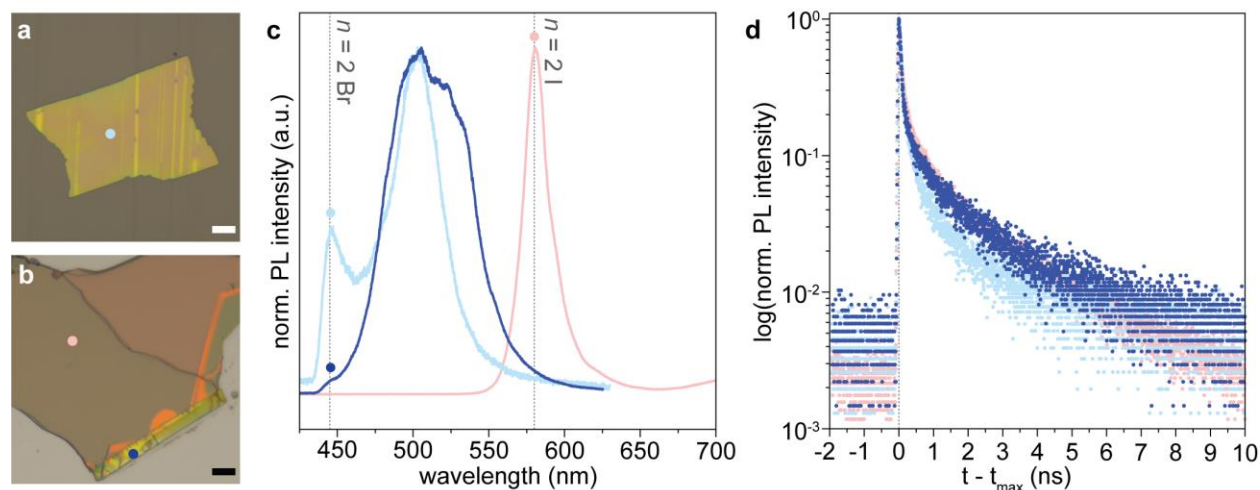 a
b
c
norm. PL intensity (a.u.)
n = 2 Br
n = 2 I
450 500 550 600 650 700
wavelength (nm)
d
log(norm. PL intensity)
10⁰
10⁻¹
10⁻²
10⁻³
-2 -1 0 1 2 3 4 5 6 7 8 9 10
t - tₘₐₓ (ns)